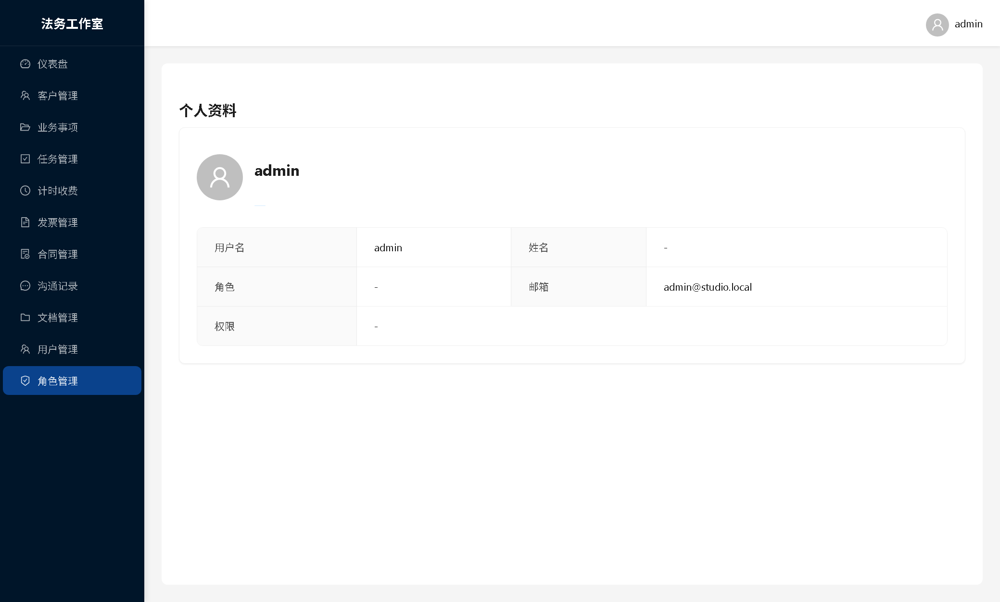 法务工作室
admin
仪表盘
客户管理
业务事项
任务管理
计时收费
发票管理
合同管理
沟通记录
文档管理
用户管理
角色管理
个人资料
admin
用户名 admin 姓名 -
角色 - 邮箱 admin@studio.local
权限 -